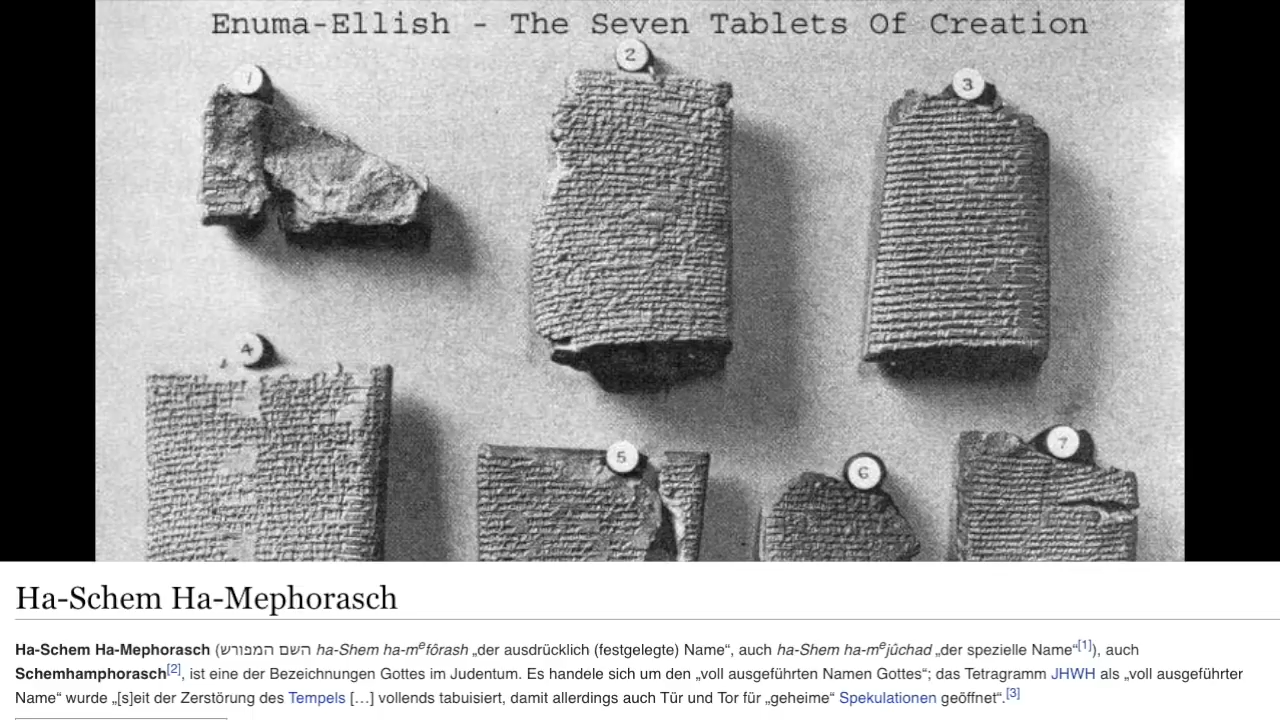 Enuma-Ellish - The Seven Tablets Of Creation
1
2
3
4
5
6
7
Ha-Schem Ha-Mephorasch
Ha-Schem Ha-Mephorasch (השם המפורש ha-Shem ha-mᵉfôrash „der ausdrücklich (festgelegte) Name“, auch ha-Shem ha-mᵉjûchad „der spezielle Name“[1]), auch
Schemhamphorasch[2], ist eine der Bezeichnungen Gottes im Judentum. Es handele sich um den „voll ausgeführten Namen Gottes“; das Tetragramm JHWH als „voll ausgeführter
Name“ wurde „[s]eit der Zerstörung des Tempels […] vollends tabuisiert, damit allerdings auch Tür und Tor für „geheime“ Spekulationen geöffnet“.[3]